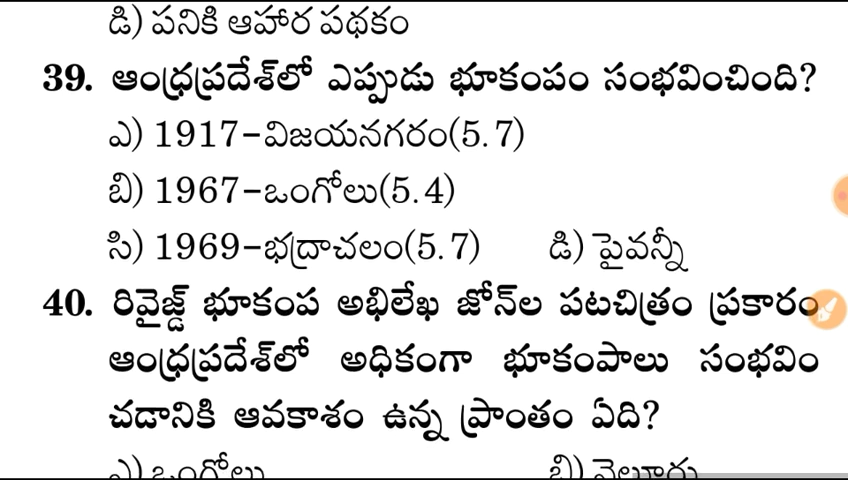 డి) పనికి ఆహార పథకం
39. ఆంధ్రప్రదేశ్‌లో ఎప్పుడు భూకంపం సంభవించింది?
ఎ) 1917–విజయనగరం(5.7)
బి) 1967–ఒంగోలు(5.4)
సి) 1969–భద్రాచలం(5.7) డి) పైవన్నీ
40. రివైజ్డ్ భూకంప అభిలేఖ జోన్‌ల పటచిత్రం ప్రకారం
ఆంధ్రప్రదేశ్‌లో అధికంగా భూకంపాలు సంభవిం
చడానికి ఆవకాశం ఉన్న ప్రాంతం ఏది?
ఎ) ఒంగోలు బి) నెల్లూరు